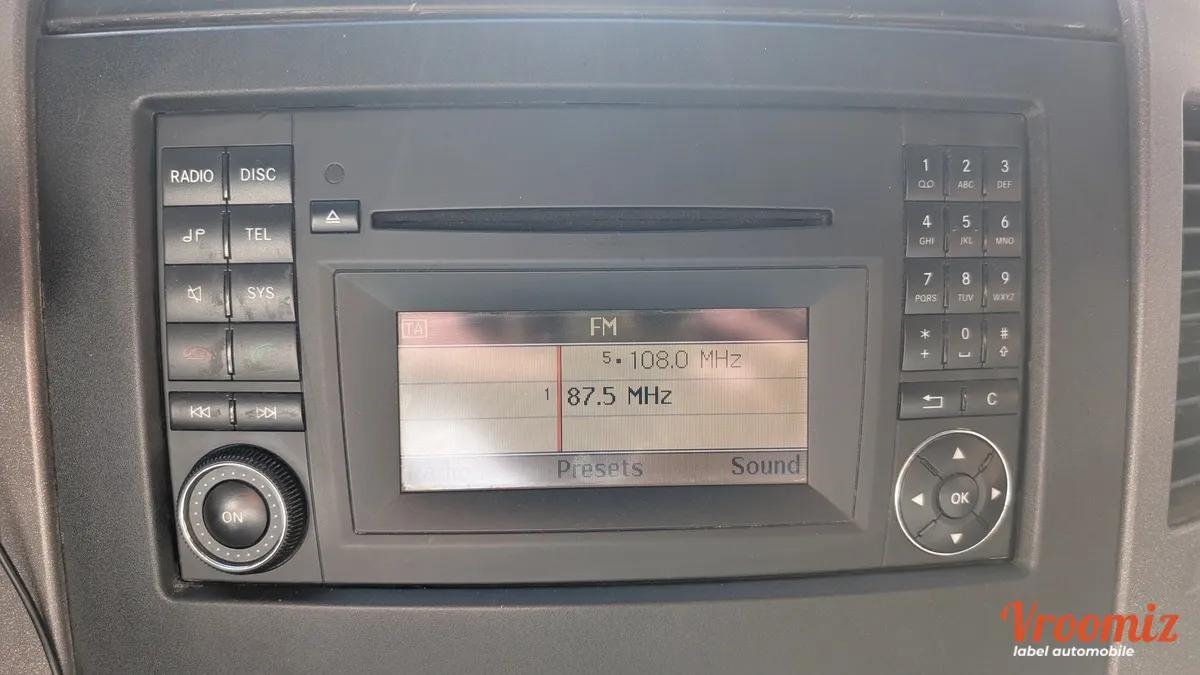 RADIO DISC
TEL
SYS
ON
TA FM
5 108.0 MHz
1 87.5 MHz
Presets Sound
1 2 3
ABC DEF
4 5 6
GHI JKL MNO
7 8 9
PQRS TUV WXYZ
* 0 #
+
C
OK
Vroomiz
label automobile